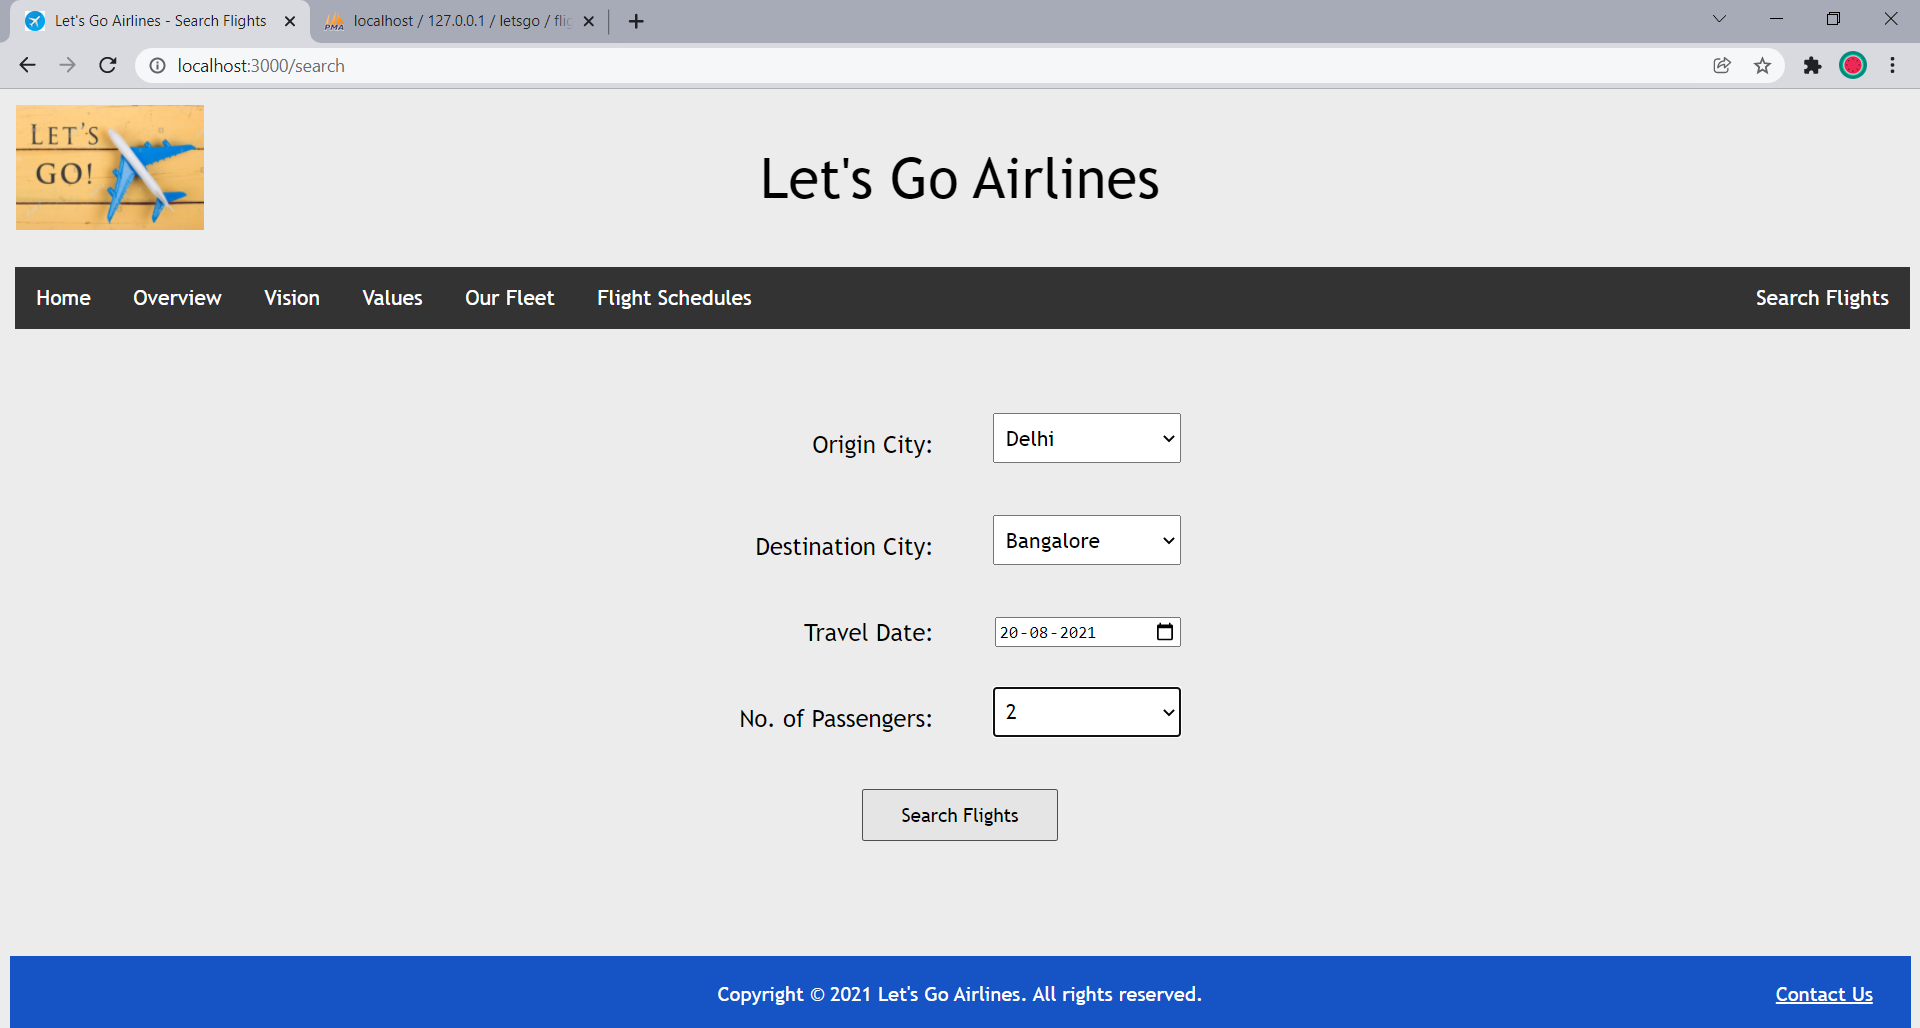 Let's Go Airlines - Search Flights
localhost / 127.0.0.1 / letsgo / flig
localhost:3000/search
LET'S
GO!
Let's Go Airlines
Home Overview Vision Values Our Fleet Flight Schedules Search Flights
Origin City: Delhi
Destination City: Bangalore
Travel Date: 20-08-2021
No. of Passengers: 2
Search Flights
Copyright © 2021 Let's Go Airlines. All rights reserved. Contact Us